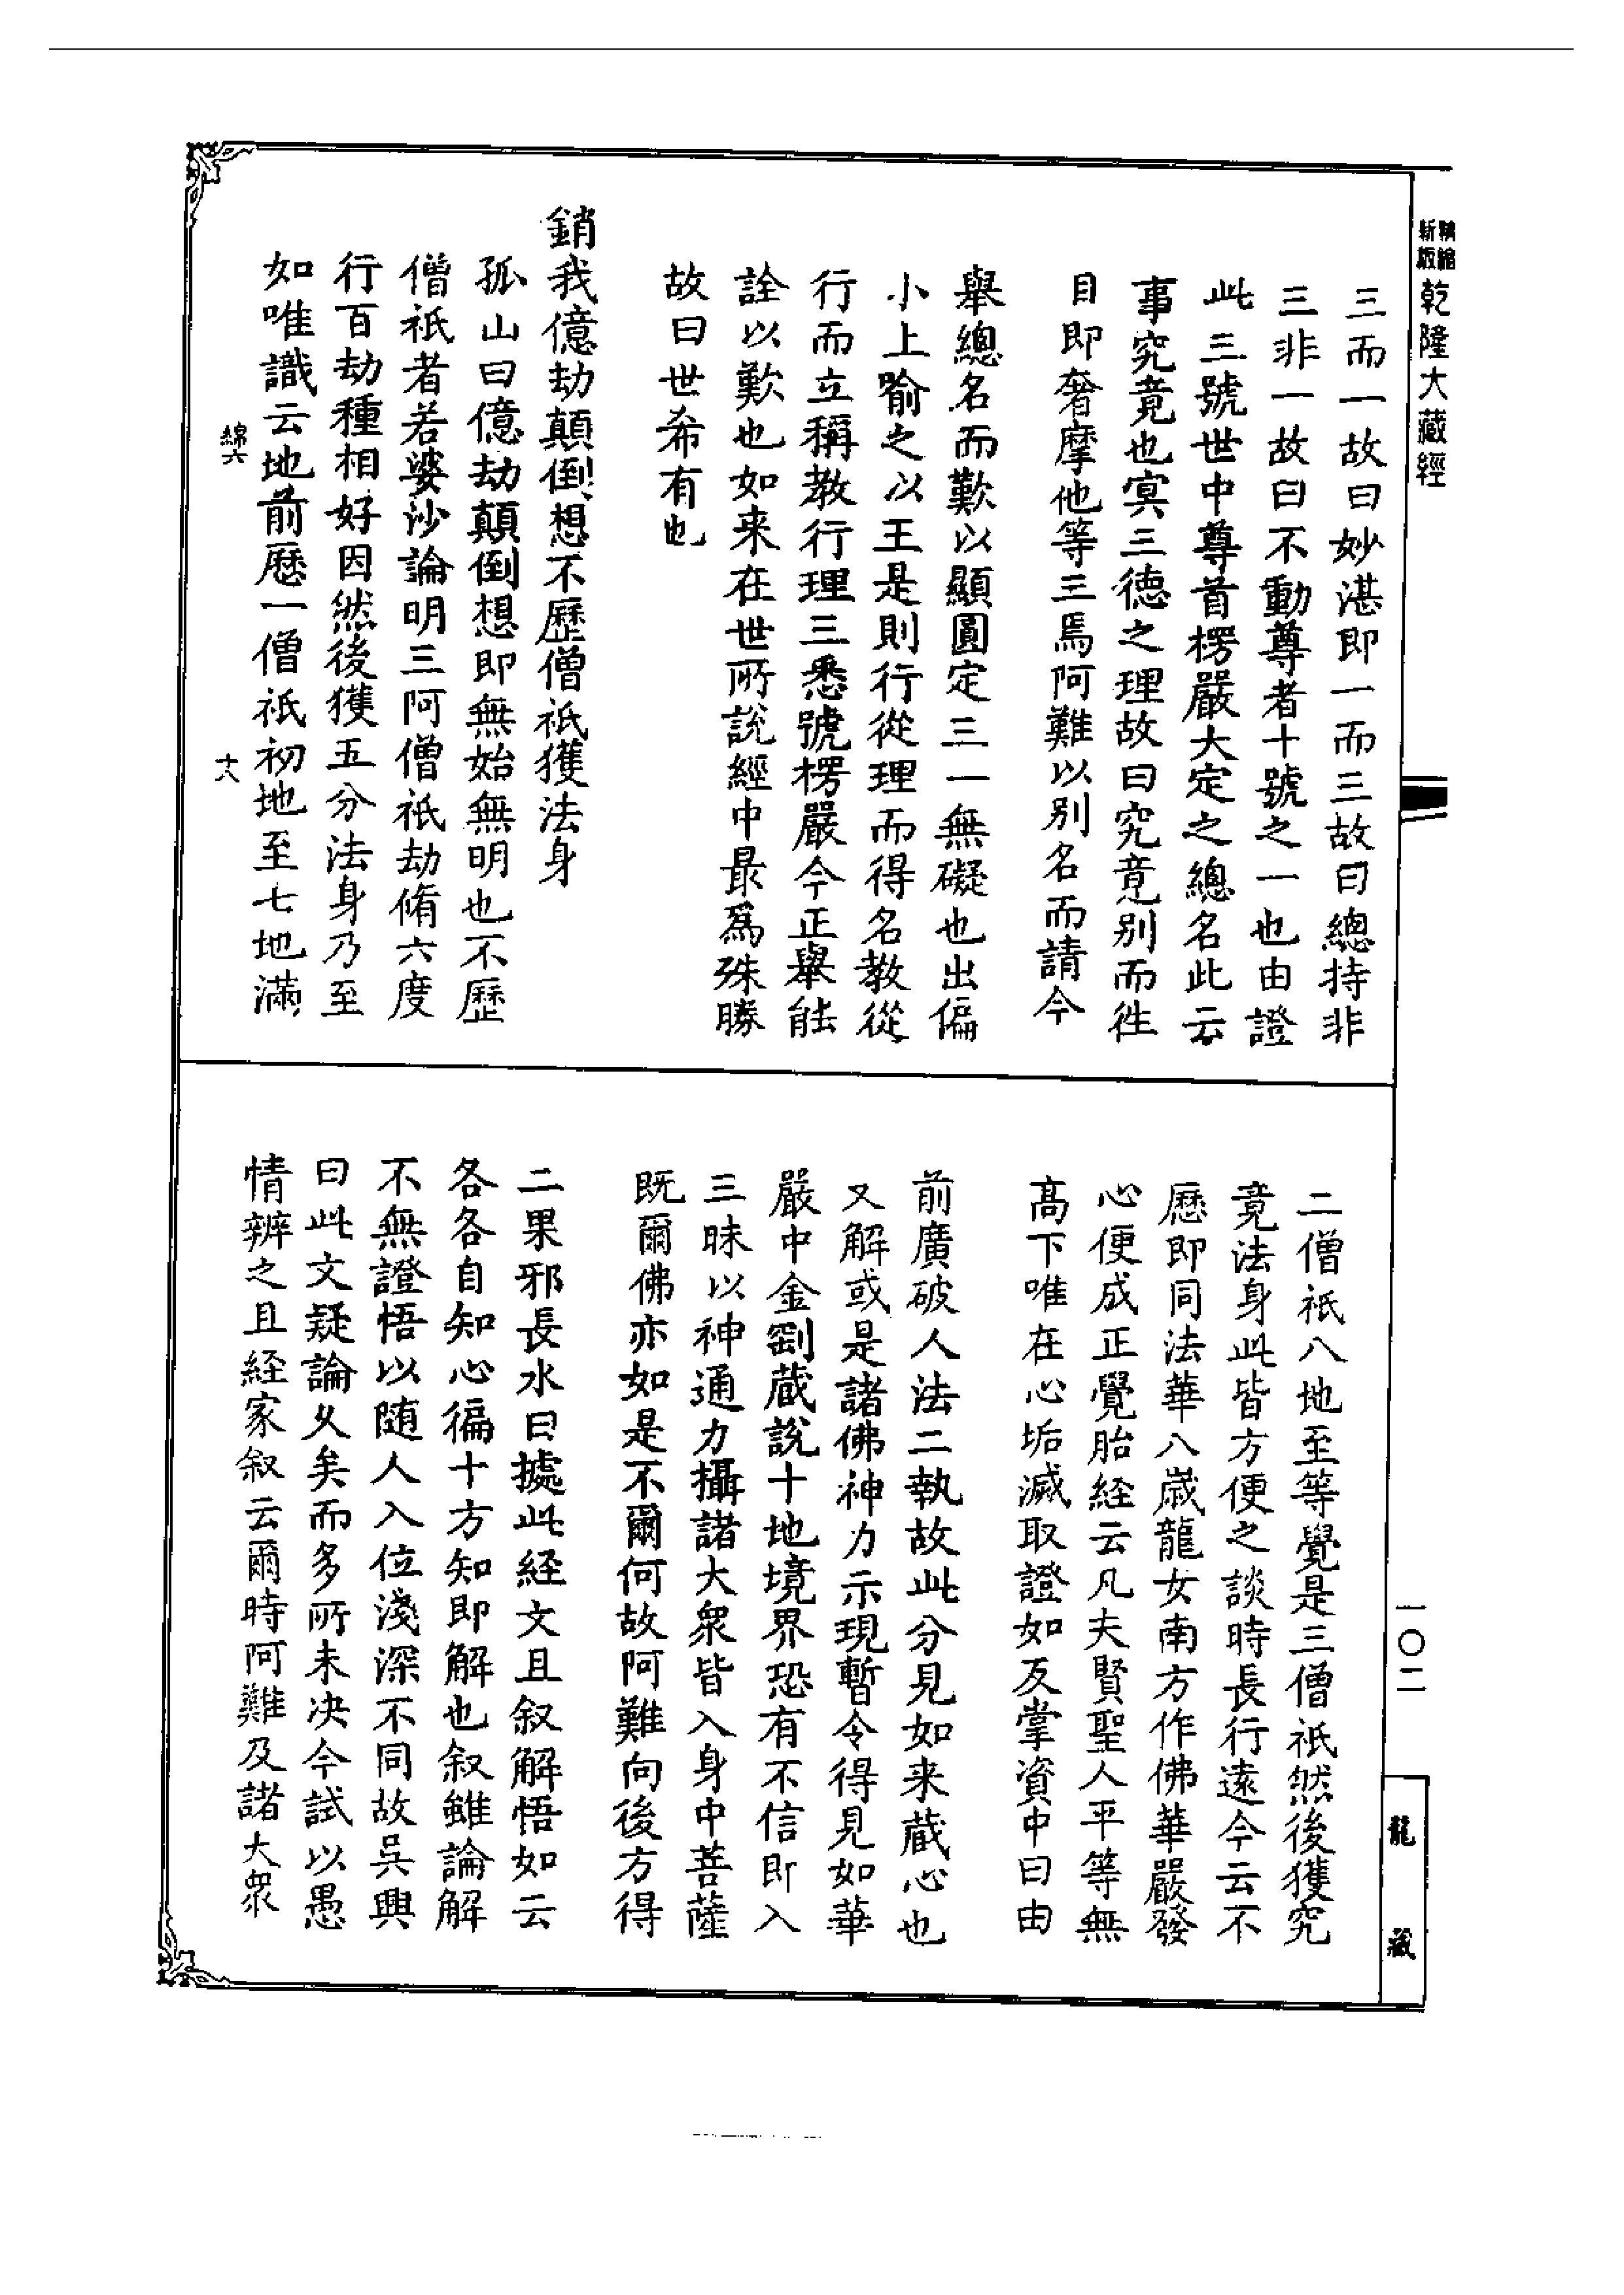 精縮新版乾隆大藏經
三而一故曰妙湛即一而三故曰總持非
三非一故曰不動尊者十號之一也由證
此三號世中尊首楞嚴大定之總名此云
事究竟也寔三德之理故曰究竟别而徃
目即奢摩他等三焉阿難以别名而請今
舉總名而歎以顯圓定三一無礙也出偏
小上喻之以王是則行從理而得名教從
行而立稱教行理三悉號楞嚴今正舉能
詮以歎也如来在世所說經中最爲殊勝
故曰世希有也
銷我億劫顛倒想不歷僧祇獲法身
孤山曰億劫顛倒想即無始無明也不歷
僧祇者若婆沙論明三阿僧祇劫脩六度
行百劫種相好因然後獲五分法身乃至
如唯識云地前歷一僧祇初地至七地滿
綿六
十八
二僧祇八地至等覺是三僧祇然後獲究
竟法身此皆方便之談時長行逺今云不
歷即同法華八歲龍女南方作佛華嚴發
心便成正覺胎経云凡夫賢聖人平等無
髙下唯在心垢滅取證如反掌資中曰由
前廣破人法二執故此分見如来蔵心也
又解或是諸佛神力示現暫令得見如華
嚴中金剛蔵說十地境界恐有不信即入
三昧以神通力攝諸大衆皆入身中菩薩
既爾佛亦如是不爾何故阿難向後方得
二果邪長水曰據此経文且叙解悟如云
各各自知心徧十方知即解也叙雖論解
不無證悟以随人入位淺深不同故吳興
曰此文疑論乆矣而多所未决今試以愚
情辨之且経家叙云爾時阿難及諸大衆
一〇二
龍藏